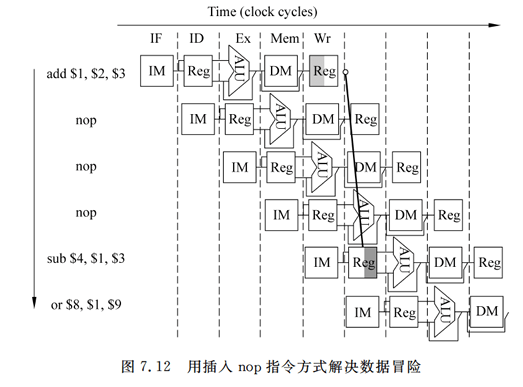 Time (clock cycles)
IF ID Ex Mem Wr
add $1, $2, $3 IM Reg ALU DM Reg
nop IM Reg ALU DM Reg
nop IM Reg ALU DM Reg
nop IM Reg ALU DM Reg
sub $4, $1, $3 IM Reg ALU DM Reg
or $8, $1, $9 IM Reg ALU DM
图 7.12 用插入 nop 指令方式解决数据冒险